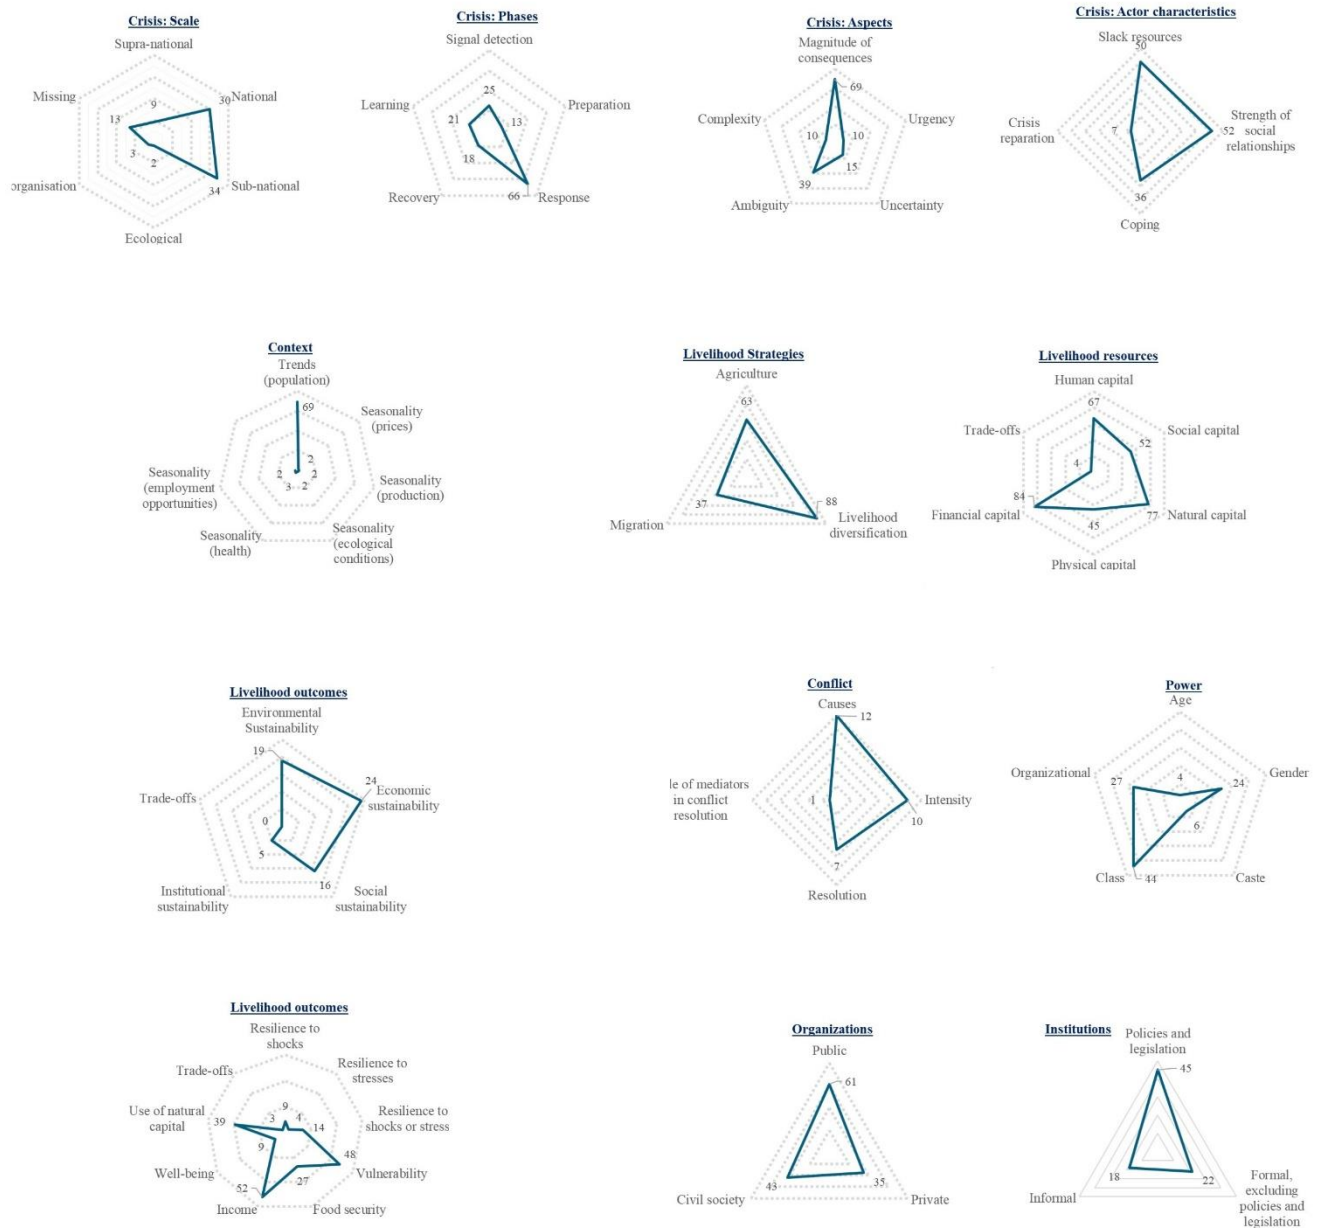 Crisis: Scale
Supra-national
Missing
30 National
9
13
3
2
34
organisation
Sub-national
Ecological
Crisis: Phases
Signal detection
Learning
Preparation
25
21
13
18
Recovery
66
Response
Crisis: Aspects
Magnitude of
consequences
69
Complexity
Urgency
10
10
15
39
Ambiguity
Uncertainty
Crisis: Actor characteristics
Slack resources
50
Crisis
reparation
7
52
Strength of
social
relationships
36
Coping
Context
Trends
(population)
69
Seasonality
(prices)
2
2
2
3
2
Seasonality
(employment
opportunities)
Seasonality
(production)
Seasonality
(health)
Seasonality
(ecological
conditions)
Livelihood Strategies
Agriculture
63
37
88
Migration
Livelihood
diversification
Livelihood resources
Human capital
67
Trade-offs
Social capital
52
4
84
Financial capital
77
Natural capital
45
Physical capital
Livelihood outcomes
Environmental
Sustainability
19
24
Economic
sustainability
Trade-offs
0
5
16
Institutional
sustainability
Social
sustainability
Conflict
Causes
12
le of mediators
in conflict
resolution
1
Intensity
10
7
Resolution
Power
Age
Organizational
27
4
24
Gender
6
Class
44
Caste
Livelihood outcomes
Resilience to
shocks
Trade-offs
Resilience to
stresses
Use of natural
capital
39
9
3
4
14
Resilience to
shocks or stress
9
48
Well-being
Vulnerability
52
27
Income
Food security
Organizations
Public
61
43
35
Civil society
Private
Institutions
Policies and
legislation
45
18
22
Informal
Formal,
excluding
policies and
legislation